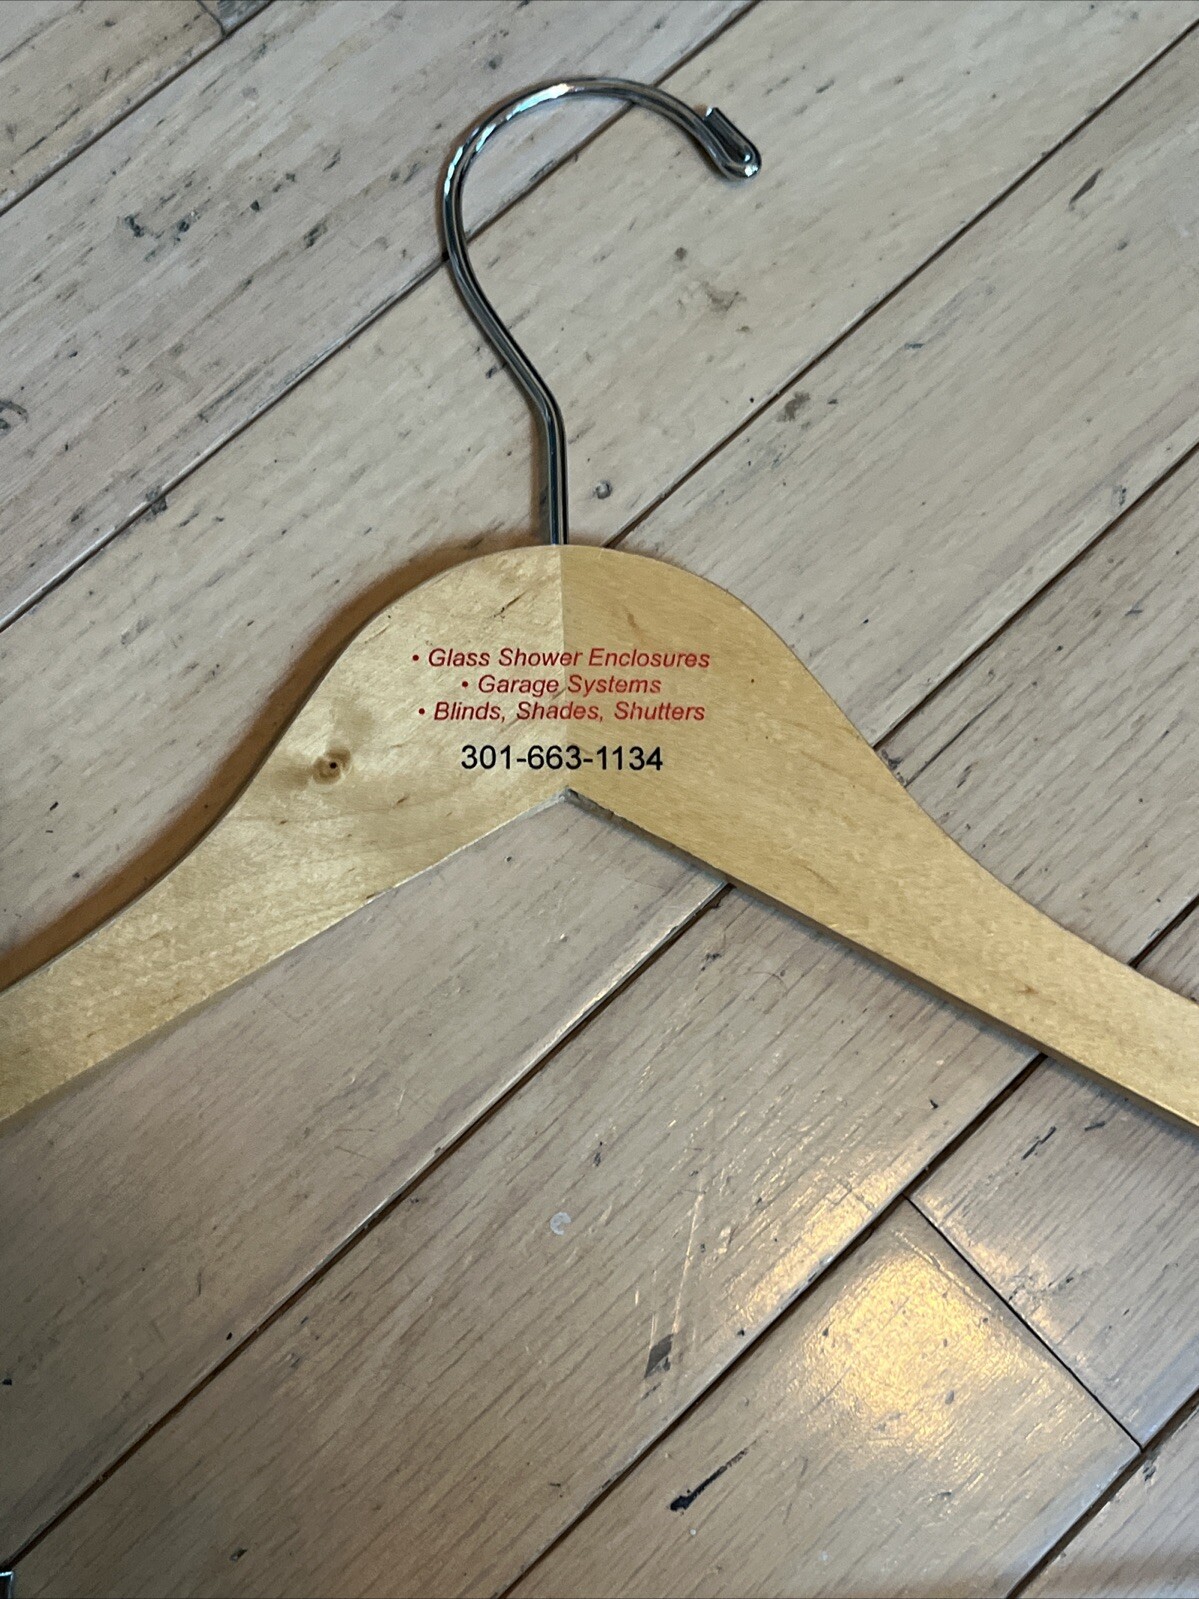 • Glass Shower Enclosures
• Garage Systems
• Blinds, Shades, Shutters
301-663-1134